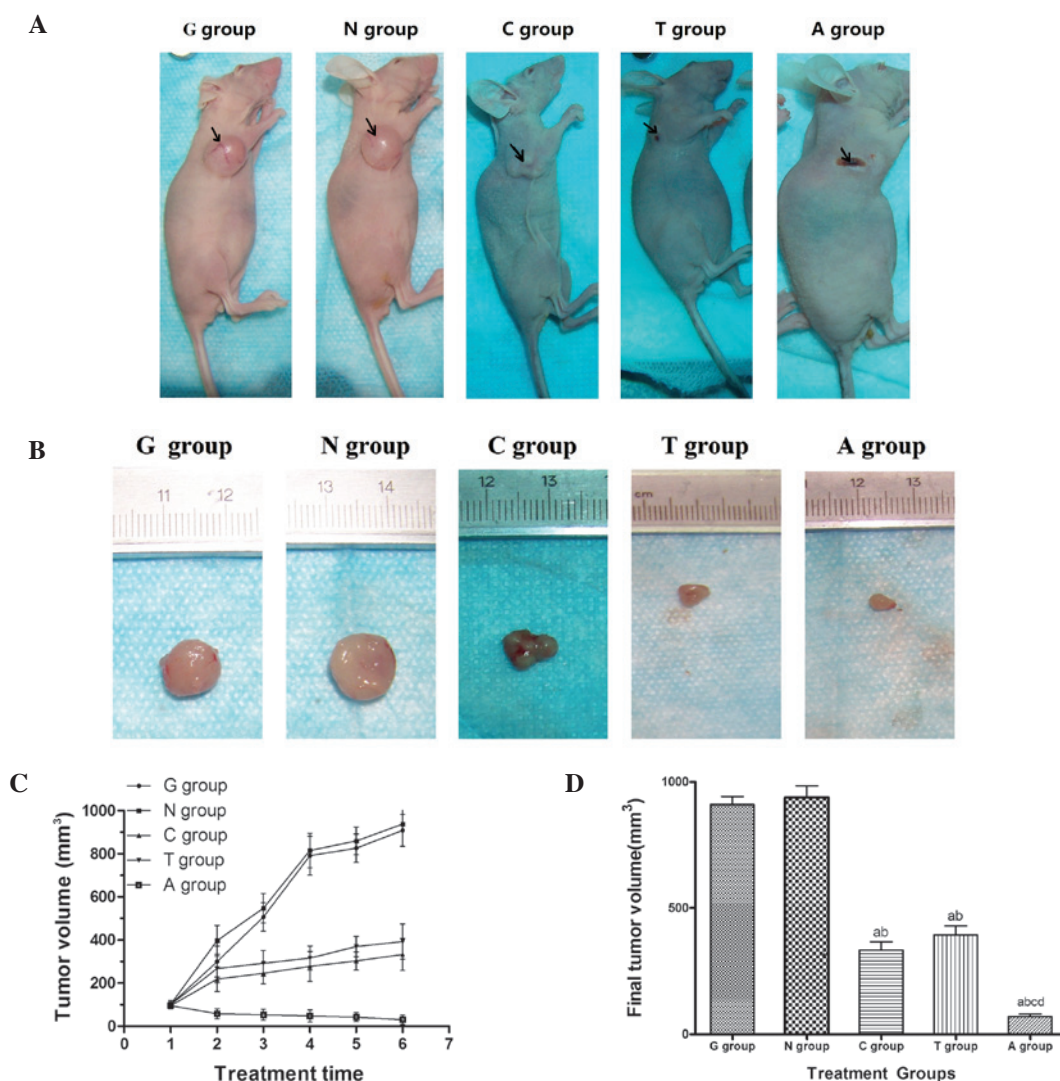 A
G group
N group
C group
T group
A group
B
G group
N group
C group
T group
A group
11 12
13 14
12 13
cm
12 13
C
G group
N group
C group
T group
A group
Tumor volume (mm³)
1000
800
600
400
200
0
0 1 2 3 4 5 6 7
Treatment time
D
Final tumor volume(mm³)
1000
500
0
ab
ab
abcd
G group
N group
C group
T group
A group
Treatment Groups